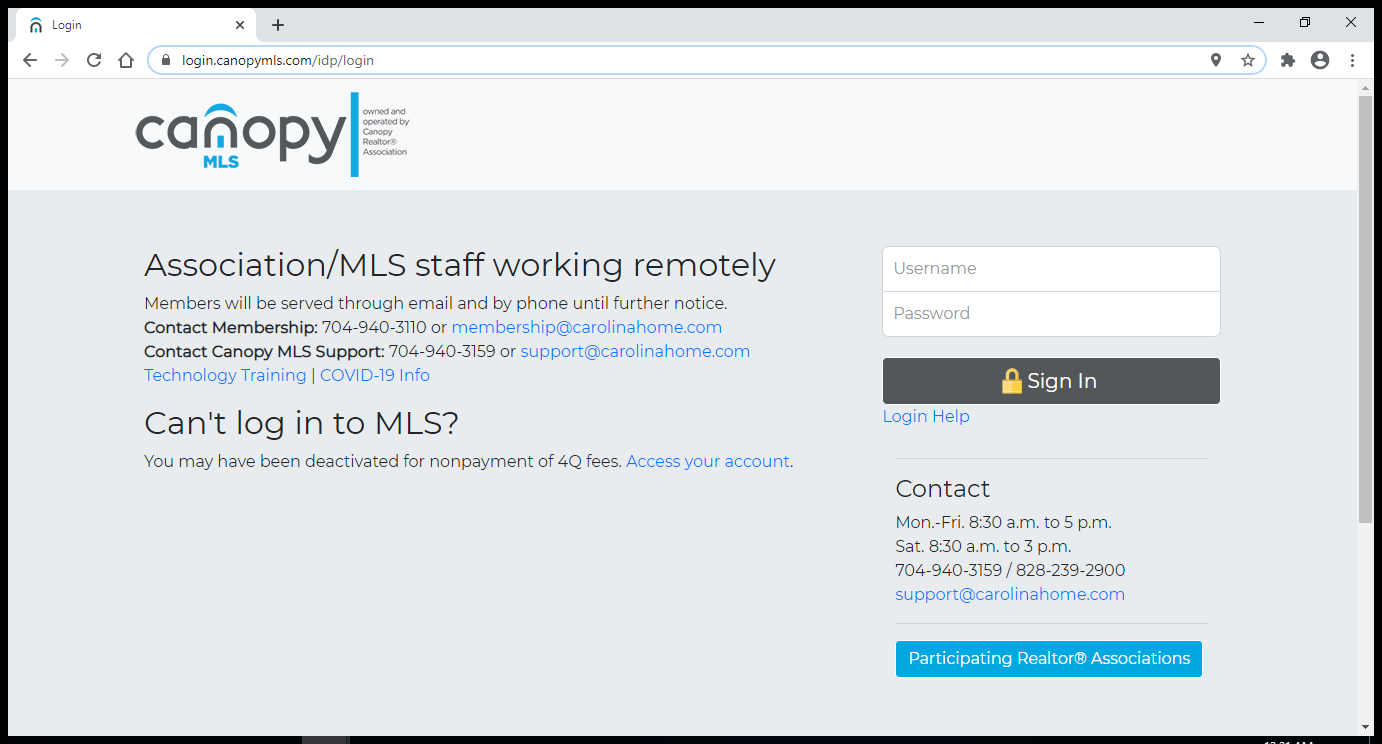 Login
login.canopymls.com/idp/login
canopy
MLS
owned and
operated by
Canopy
Realtor®
Association
Association/MLS staff working remotely
Members will be served through email and by phone until further notice.
Contact Membership: 704-940-3110 or membership@carolinahome.com
Contact Canopy MLS Support: 704-940-3159 or support@carolinahome.com
Technology Training | COVID-19 Info
Can't log in to MLS?
You may have been deactivated for nonpayment of 4Q fees. Access your account.
Username
Password
Sign In
Login Help
Contact
Mon.-Fri. 8:30 a.m. to 5 p.m.
Sat. 8:30 a.m. to 3 p.m.
704-940-3159 / 828-239-2900
support@carolinahome.com
Participating Realtor® Associations